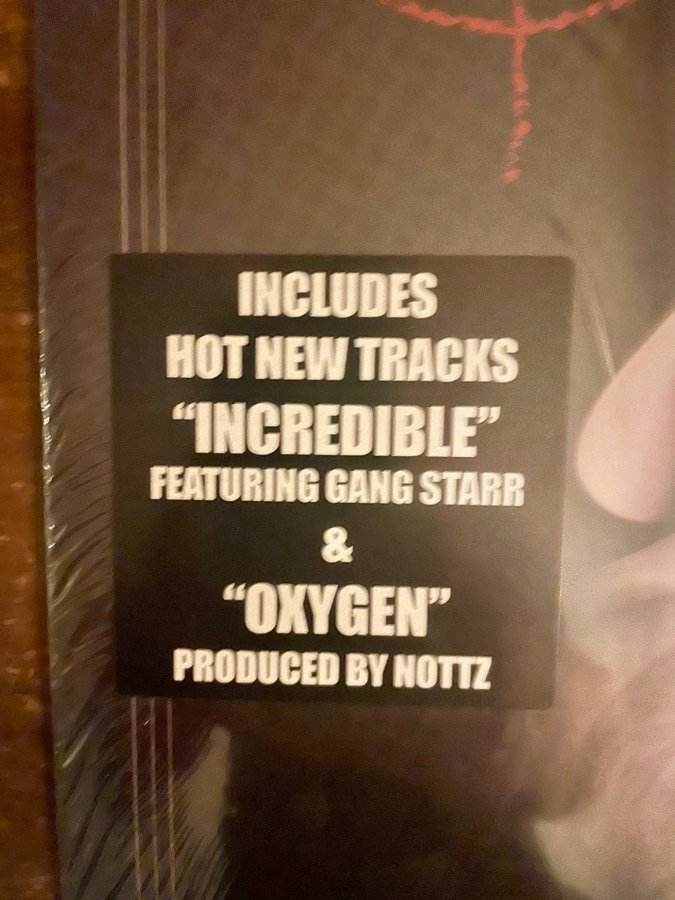 INCLUDES
HOT NEW TRACKS
“INCREDIBLE”
FEATURING GANG STARR
&
“OXYGEN”
PRODUCED BY NOTTZ